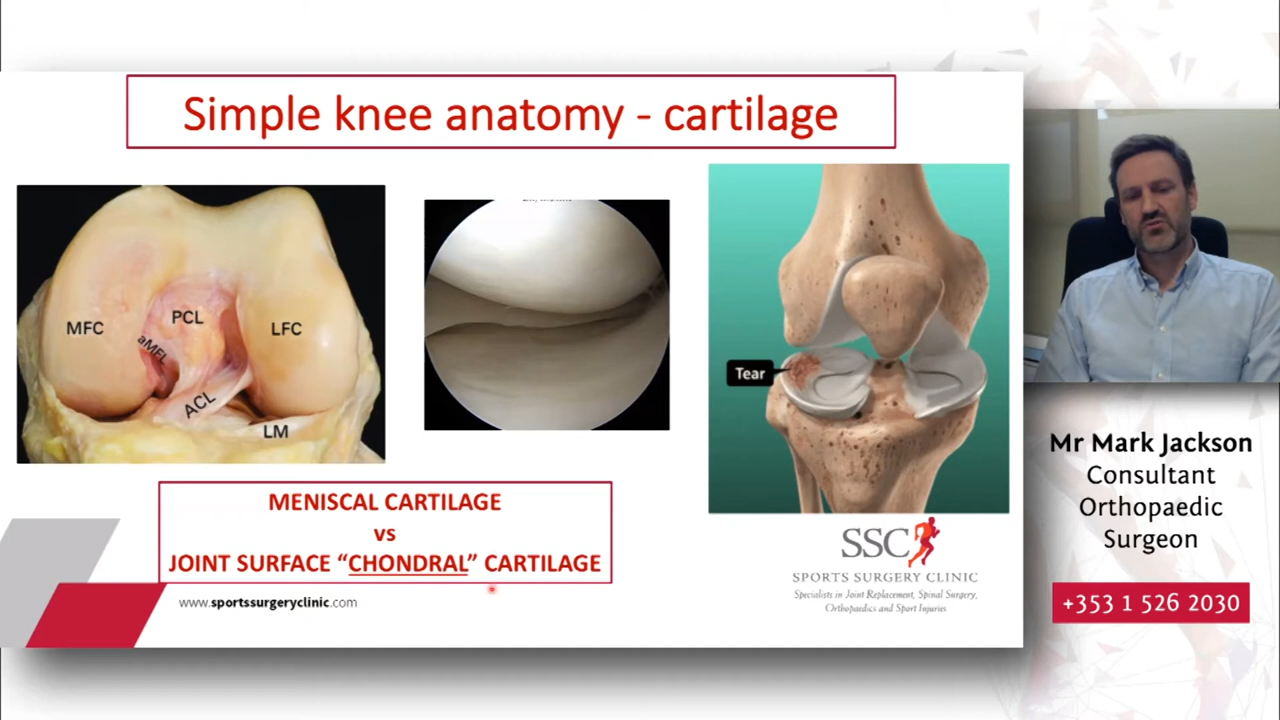 Simple knee anatomy - cartilage
MFC
PCL
LFC
aMFL
ACL
LM
Tear
MENISCAL CARTILAGE
vs
JOINT SURFACE “CHONDRAL” CARTILAGE
www.sportssurgeryclinic.com
SSC
SPORTS SURGERY CLINIC
Specialists in Joint Replacement, Spinal Surgery,
Orthopaedics and Sport Injuries
Mr Mark Jackson
Consultant
Orthopaedic
Surgeon
+353 1 526 2030